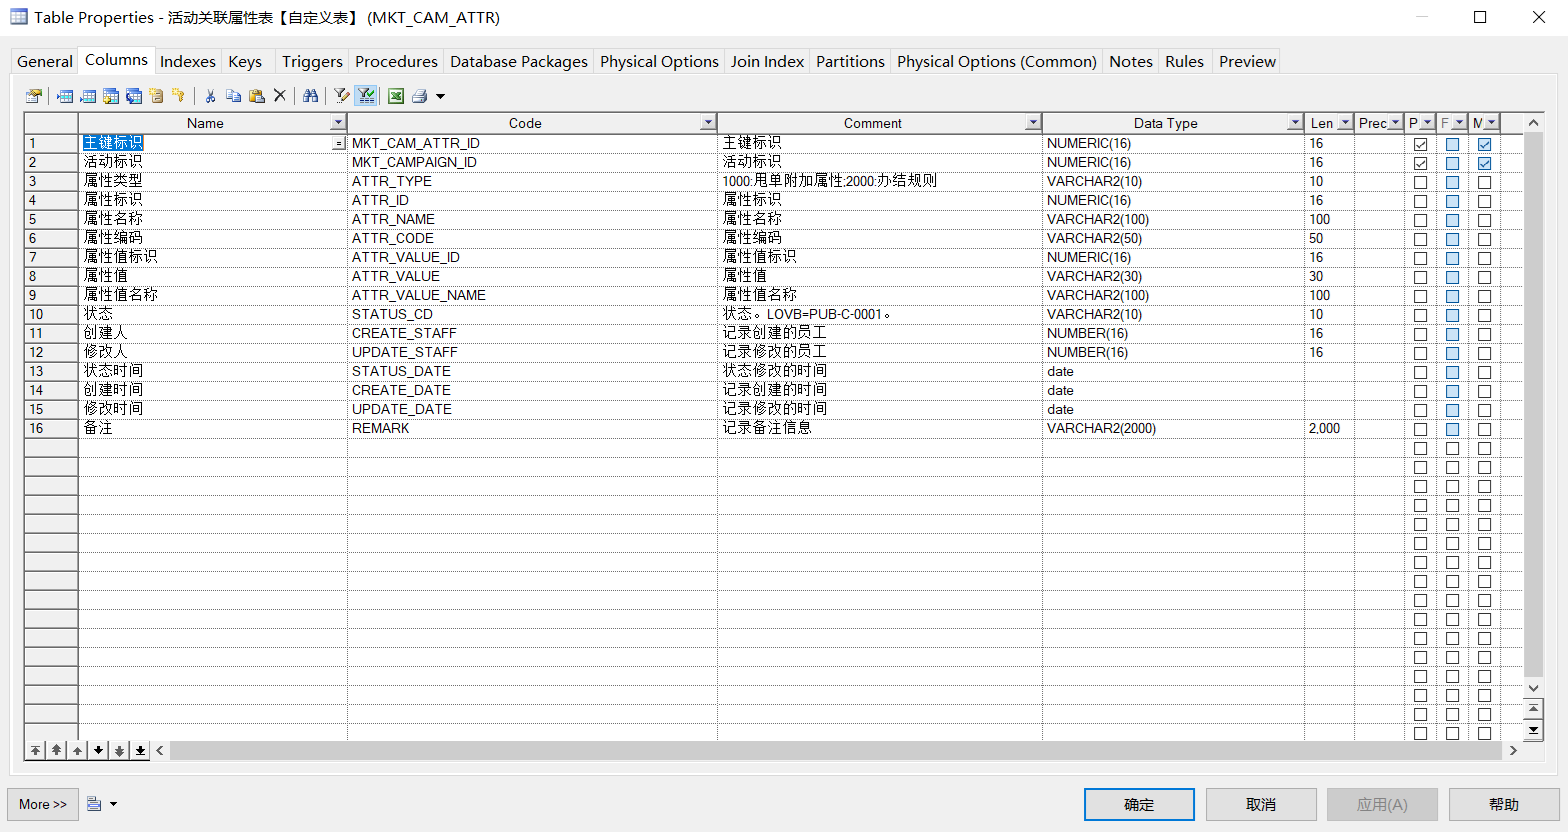 Table Properties - 活动关联属性表【自定义表】 (MKT_CAM_ATTR)
General Columns Indexes Keys Triggers Procedures Database Packages Physical Options Join Index Partitions Physical Options (Common) Notes Rules Preview
Name Code Comment Data Type Len Prec P F M
1 主键标识 = MKT_CAM_ATTR_ID 主键标识 NUMERIC(16) 16
2 活动标识 MKT_CAMPAIGN_ID 活动标识 NUMERIC(16) 16
3 属性类型 ATTR_TYPE 1000:甩单附加属性;2000:办结规则 VARCHAR2(10) 10
4 属性标识 ATTR_ID 属性标识 NUMERIC(16) 16
5 属性名称 ATTR_NAME 属性名称 VARCHAR2(100) 100
6 属性编码 ATTR_CODE 属性编码 VARCHAR2(50) 50
7 属性值标识 ATTR_VALUE_ID 属性值标识 NUMERIC(16) 16
8 属性值 ATTR_VALUE 属性值 VARCHAR2(30) 30
9 属性值名称 ATTR_VALUE_NAME 属性值名称 VARCHAR2(100) 100
10 状态 STATUS_CD 状态。LOVB=PUB-C-0001。 VARCHAR2(10) 10
11 创建人 CREATE_STAFF 记录创建的员工 NUMBER(16) 16
12 修改人 UPDATE_STAFF 记录修改的员工 NUMBER(16) 16
13 状态时间 STATUS_DATE 状态修改的时间 date
14 创建时间 CREATE_DATE 记录创建的时间 date
15 修改时间 UPDATE_DATE 记录修改的时间 date
16 备注 REMARK 记录备注信息 VARCHAR2(2000) 2,000
More >> 确定 取消 应用(A) 帮助